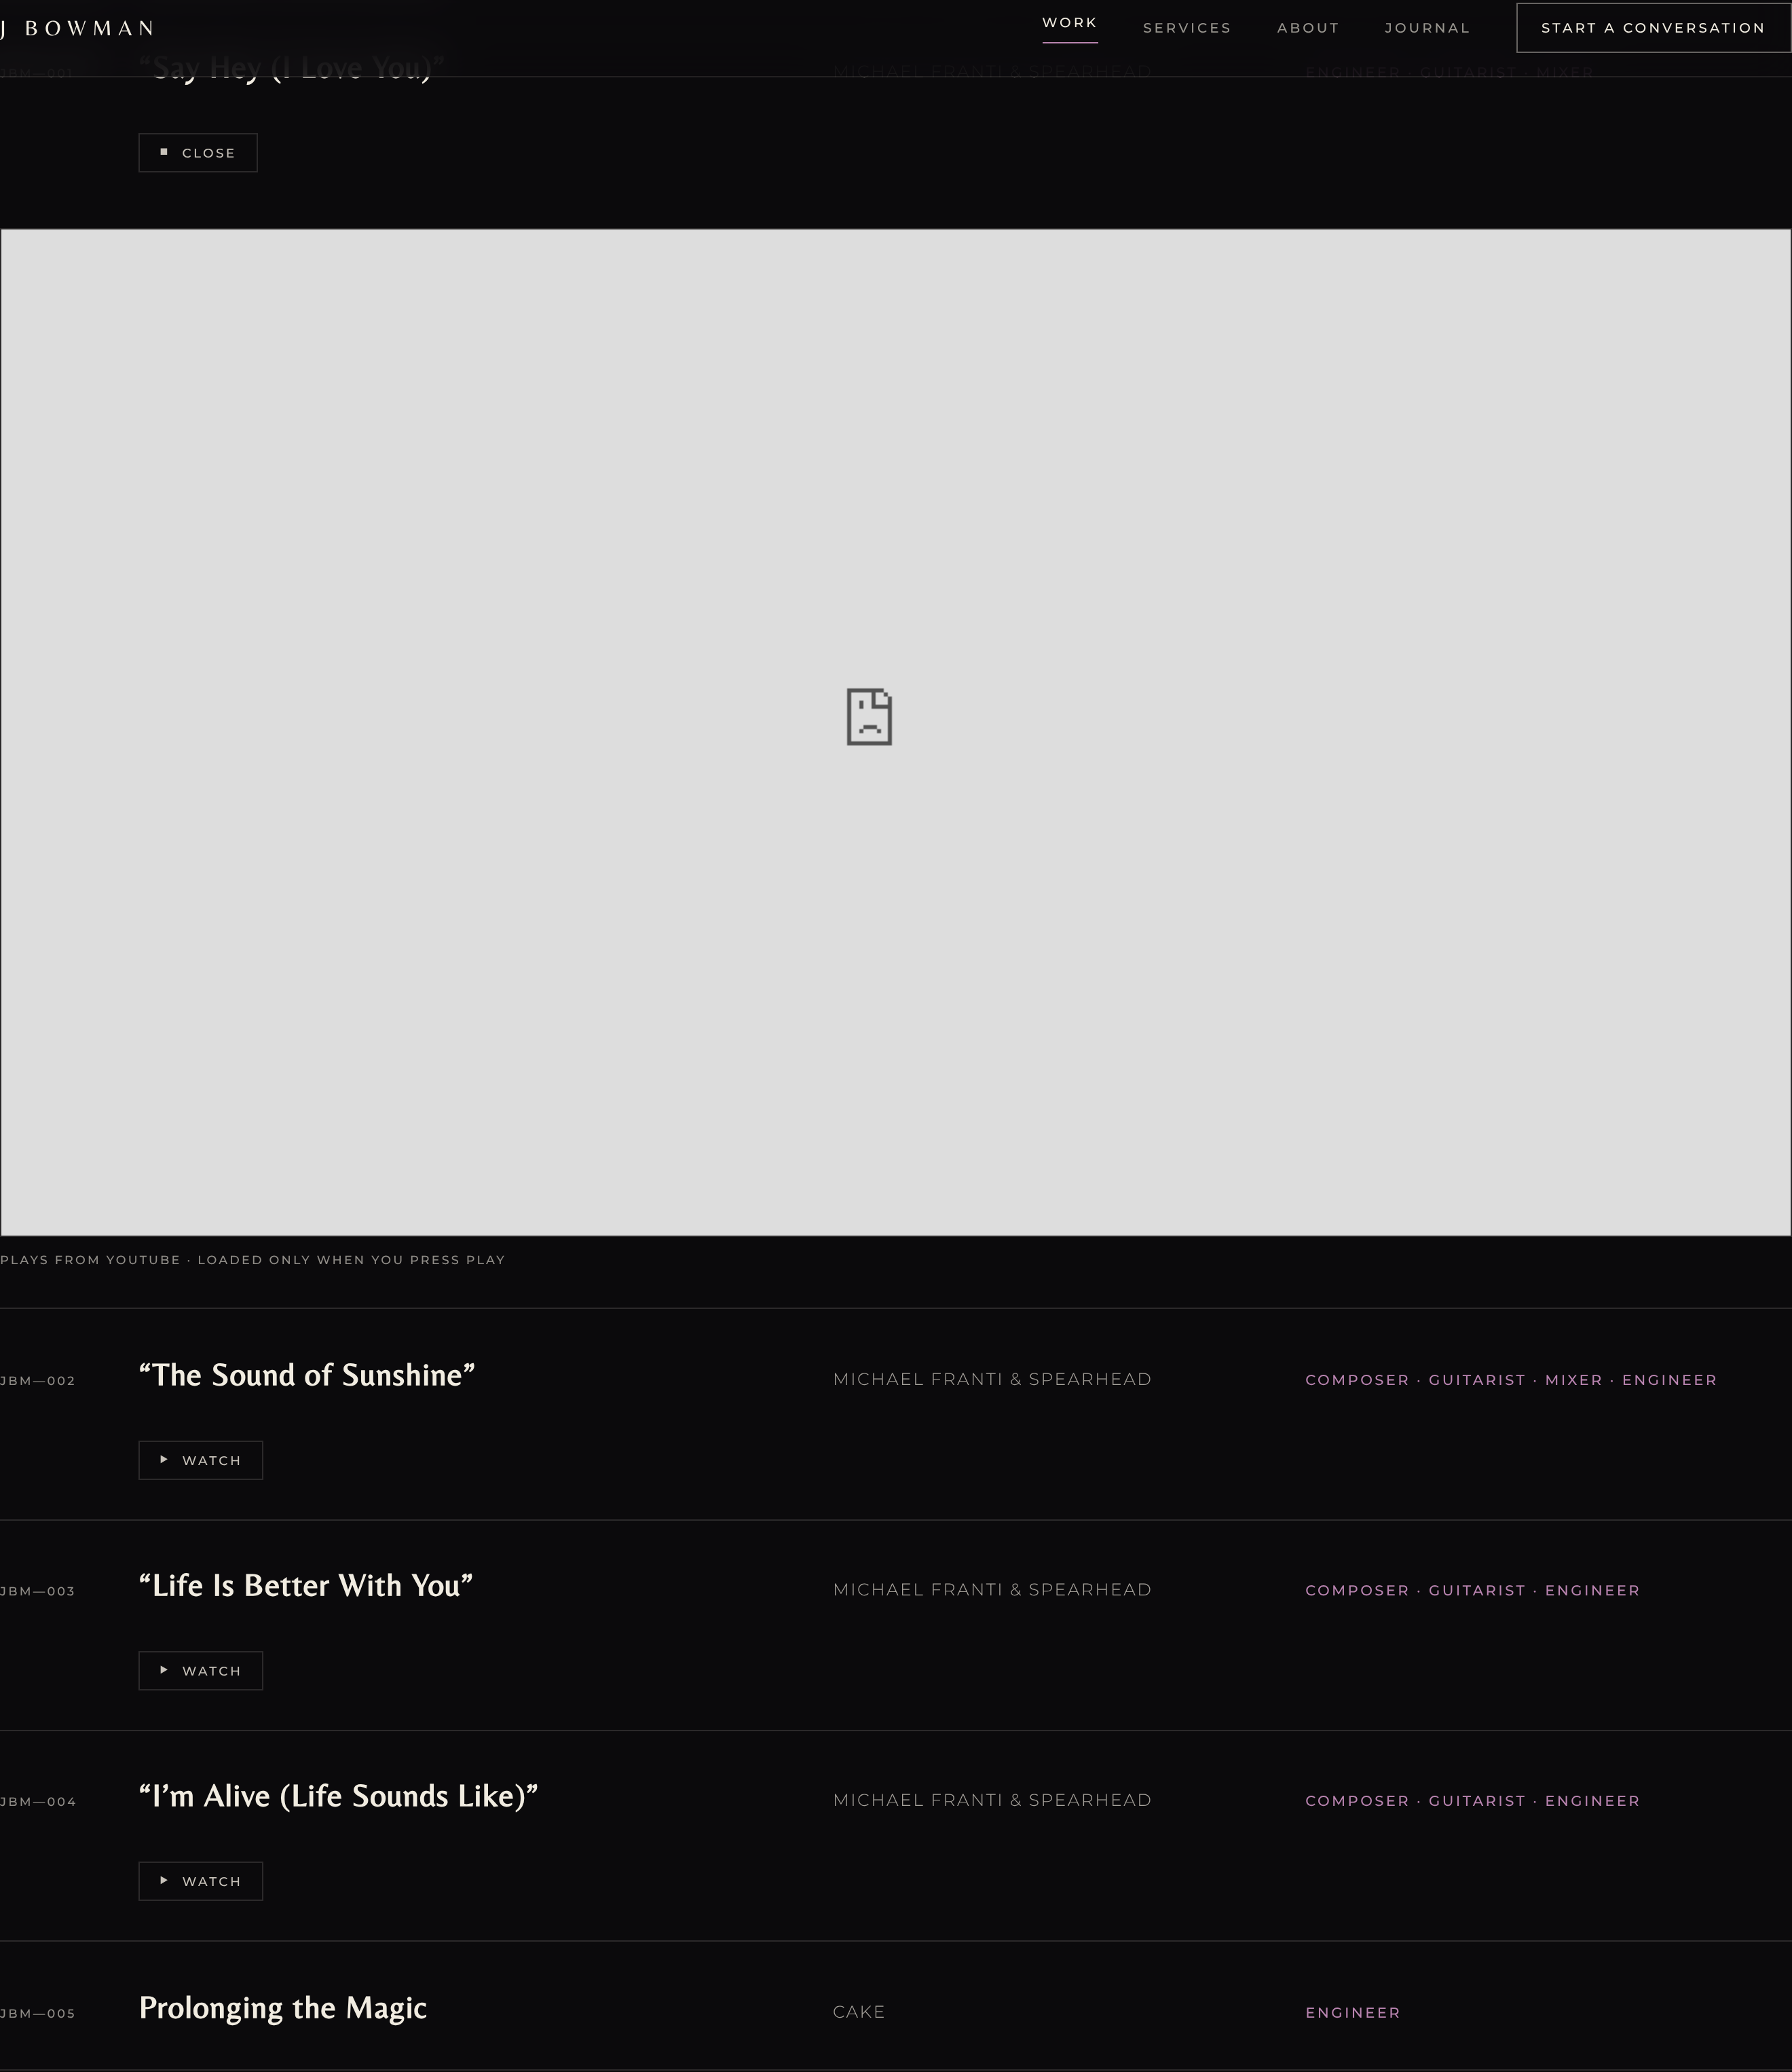 J BOWMAN
WORK SERVICES ABOUT JOURNAL START A CONVERSATION
JBM—001 “Say Hey (I Love You)” MICHAEL FRANTI & SPEARHEAD ENGINEER · GUITARIST · MIXER
CLOSE
PLAYS FROM YOUTUBE · LOADED ONLY WHEN YOU PRESS PLAY
JBM—002 “The Sound of Sunshine” MICHAEL FRANTI & SPEARHEAD COMPOSER · GUITARIST · MIXER · ENGINEER
WATCH
JBM—003 “Life Is Better With You” MICHAEL FRANTI & SPEARHEAD COMPOSER · GUITARIST · ENGINEER
WATCH
JBM—004 “I’m Alive (Life Sounds Like)” MICHAEL FRANTI & SPEARHEAD COMPOSER · GUITARIST · ENGINEER
WATCH
JBM—005 Prolonging the Magic CAKE ENGINEER